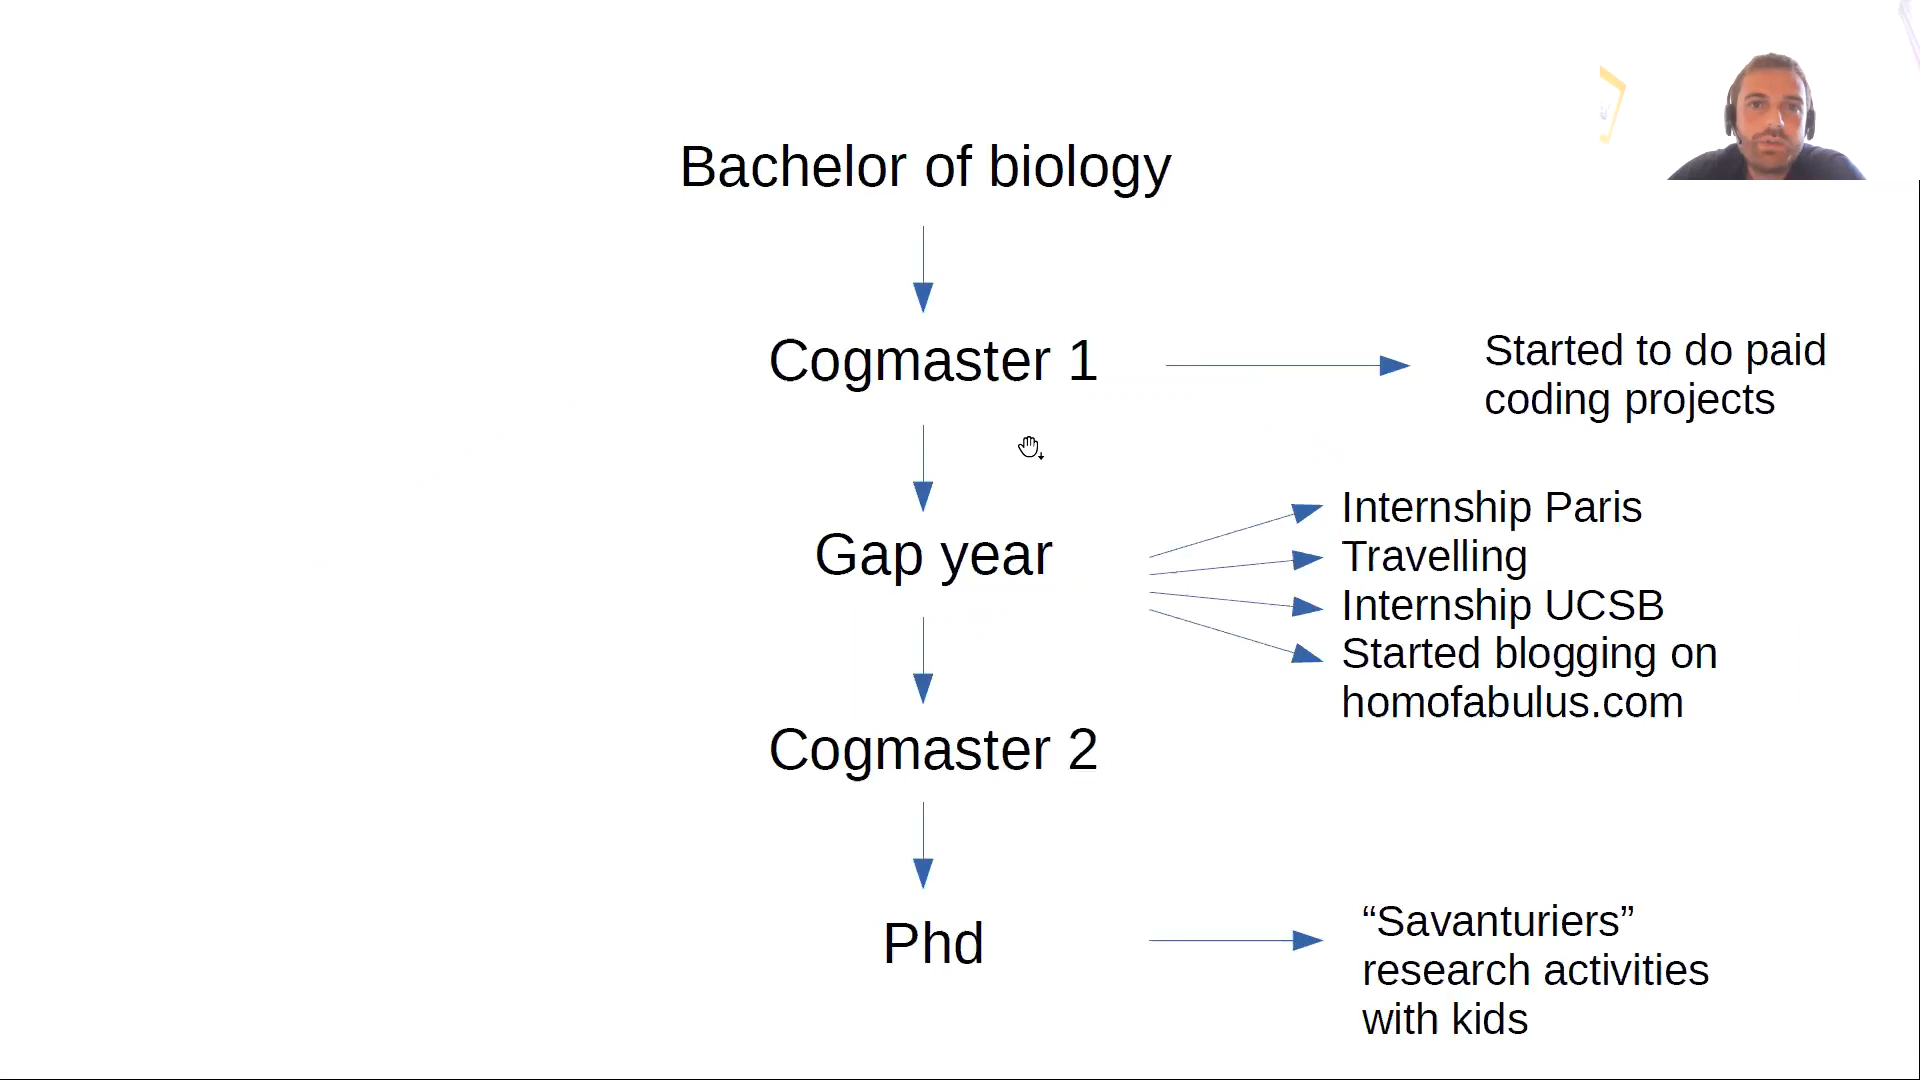 Bachelor of biology
Cogmaster 1
Started to do paid
coding projects
Gap year
Internship Paris
Travelling
Internship UCSB
Started blogging on
homofabulus.com
Cogmaster 2
Phd
“Savanturiers”
research activities
with kids